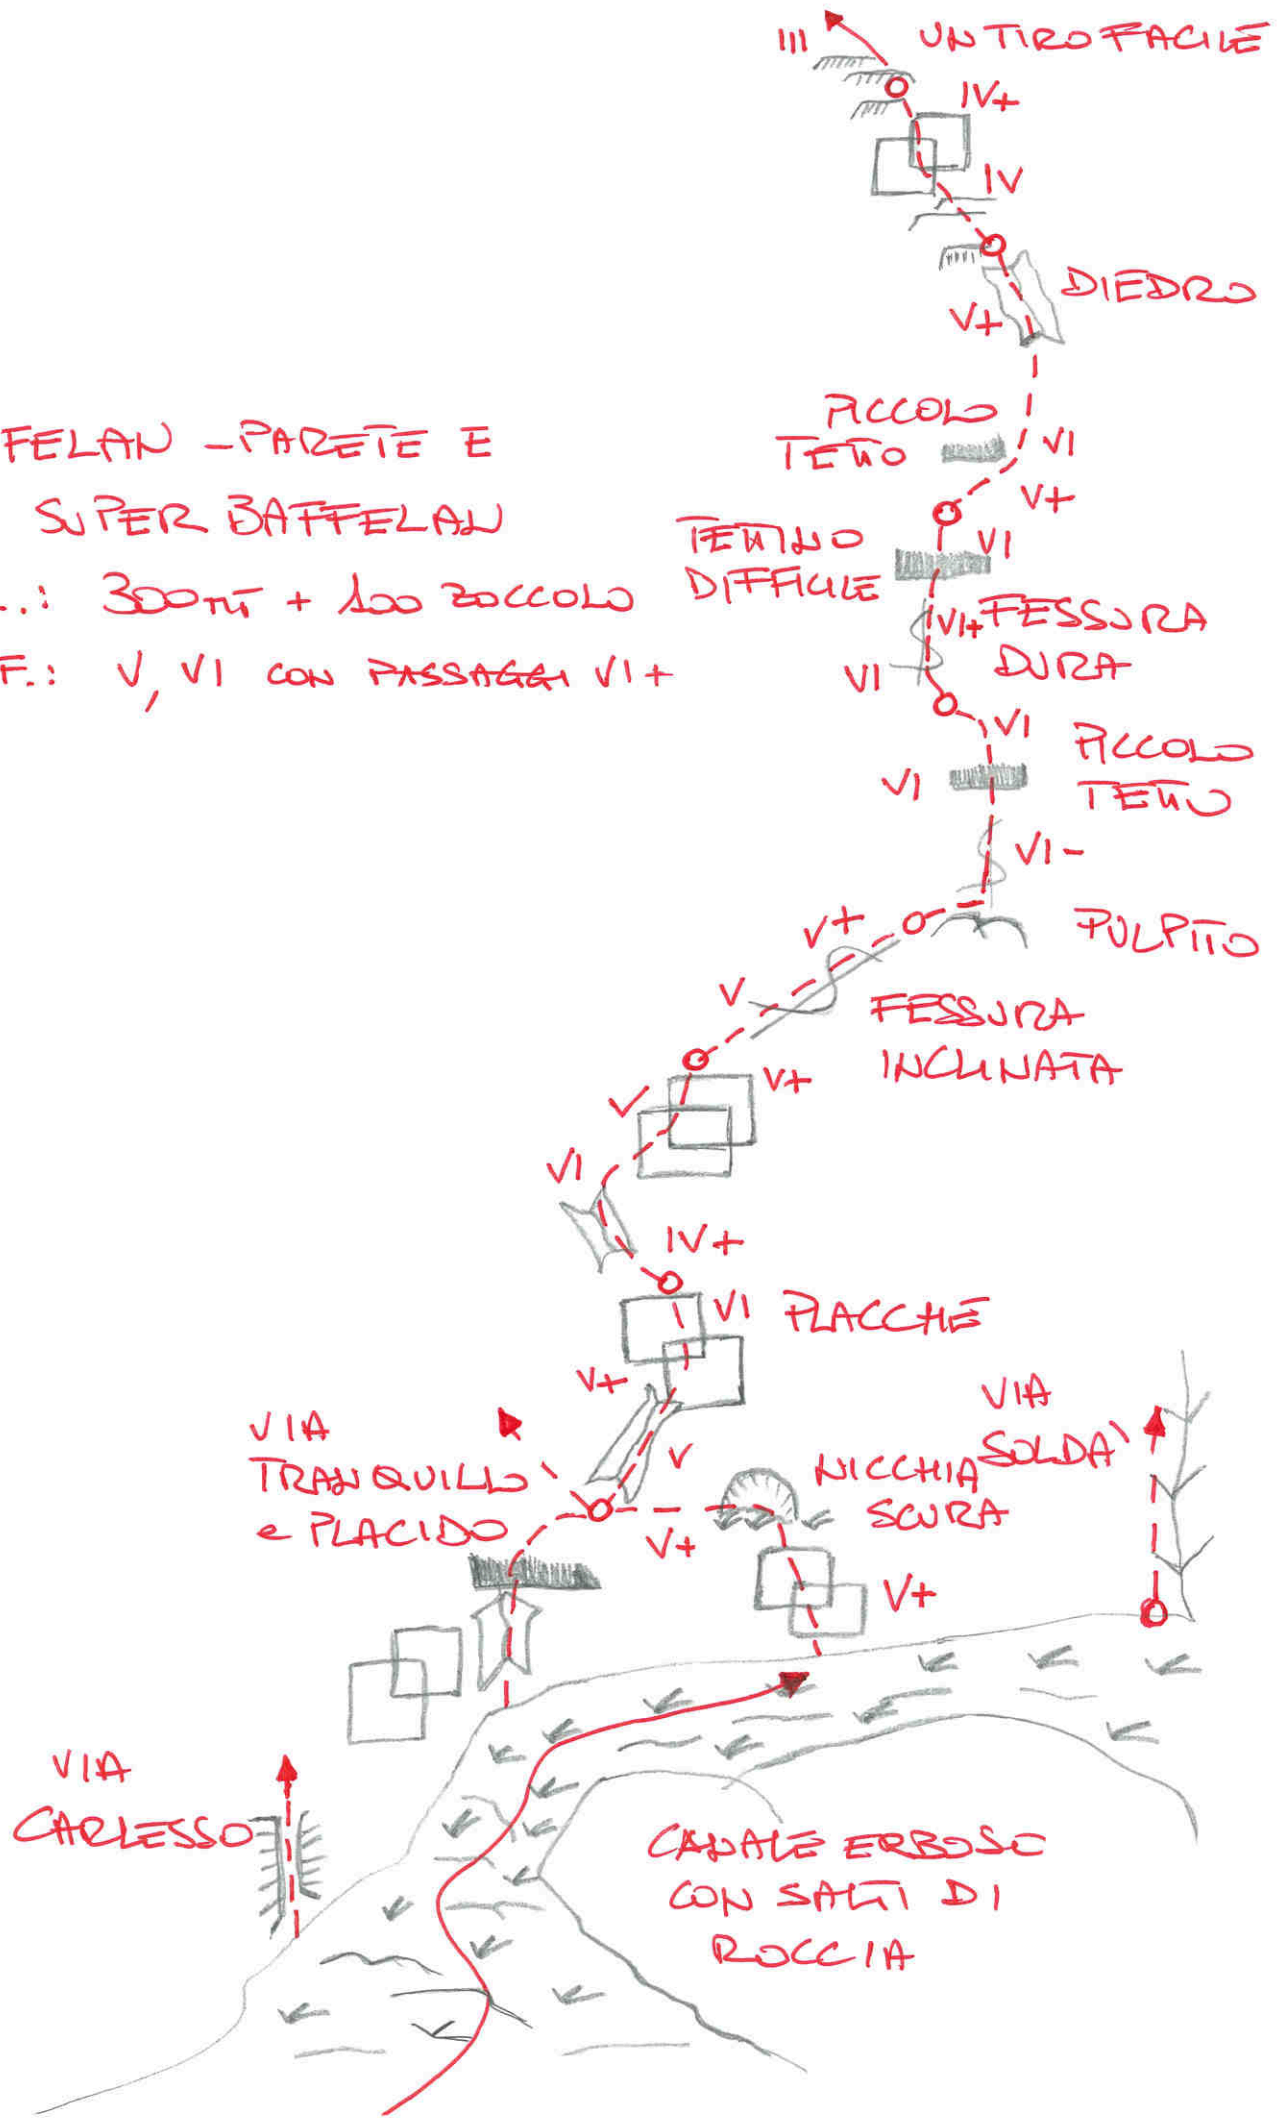 III
UN TIRO FACILE
IV+
IV
DIEDRO
V+
PICCOLO
TETTO
VI
V+
FELAN - PARETE E
SUPER BAFFELAN
..: 300 MT + 100 ZOCCOLO
F.: V, VI CON PASSAGGI VI+
TETTINO
DIFFICILE
VI
VI+
FESSURA
DURA
VI
VI
PICCOLO
TETTO
VI
VI-
PULPITO
V+
V
FESSURA
INCLINATA
V+
V
VI
IV+
VI
PLACCHE
V+
VIA
SOLDA'
VIA
TRANQUILLO
e PLACIDO
V
NICCHIA
SCURA
V+
V+
VIA
CARLESSO
CANALE ERBOSO
CON SALTI DI
ROCCIA